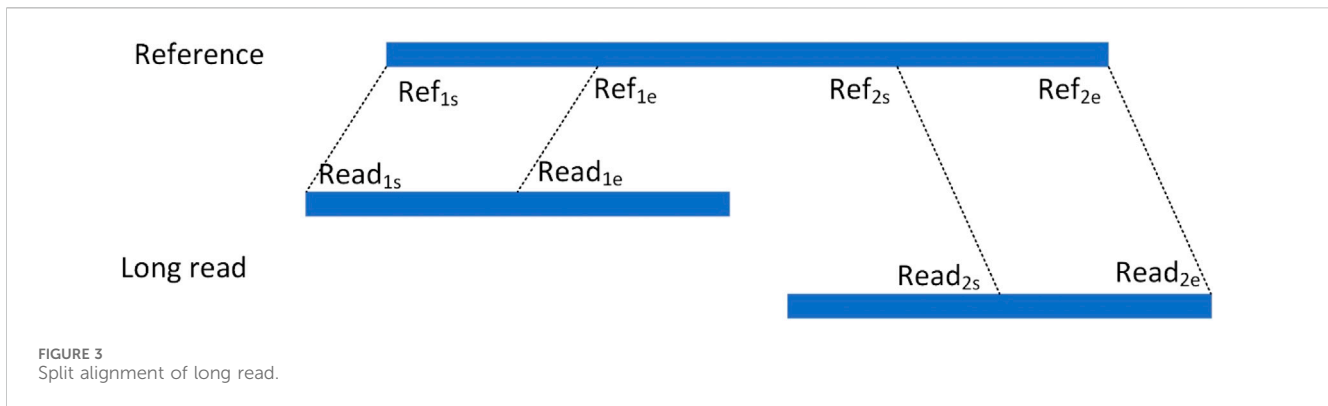 Reference
Ref1s Ref1e Ref2s Ref2e
Read1s Read1e
Long read
Read2s Read2e
FIGURE 3
Split alignment of long read.